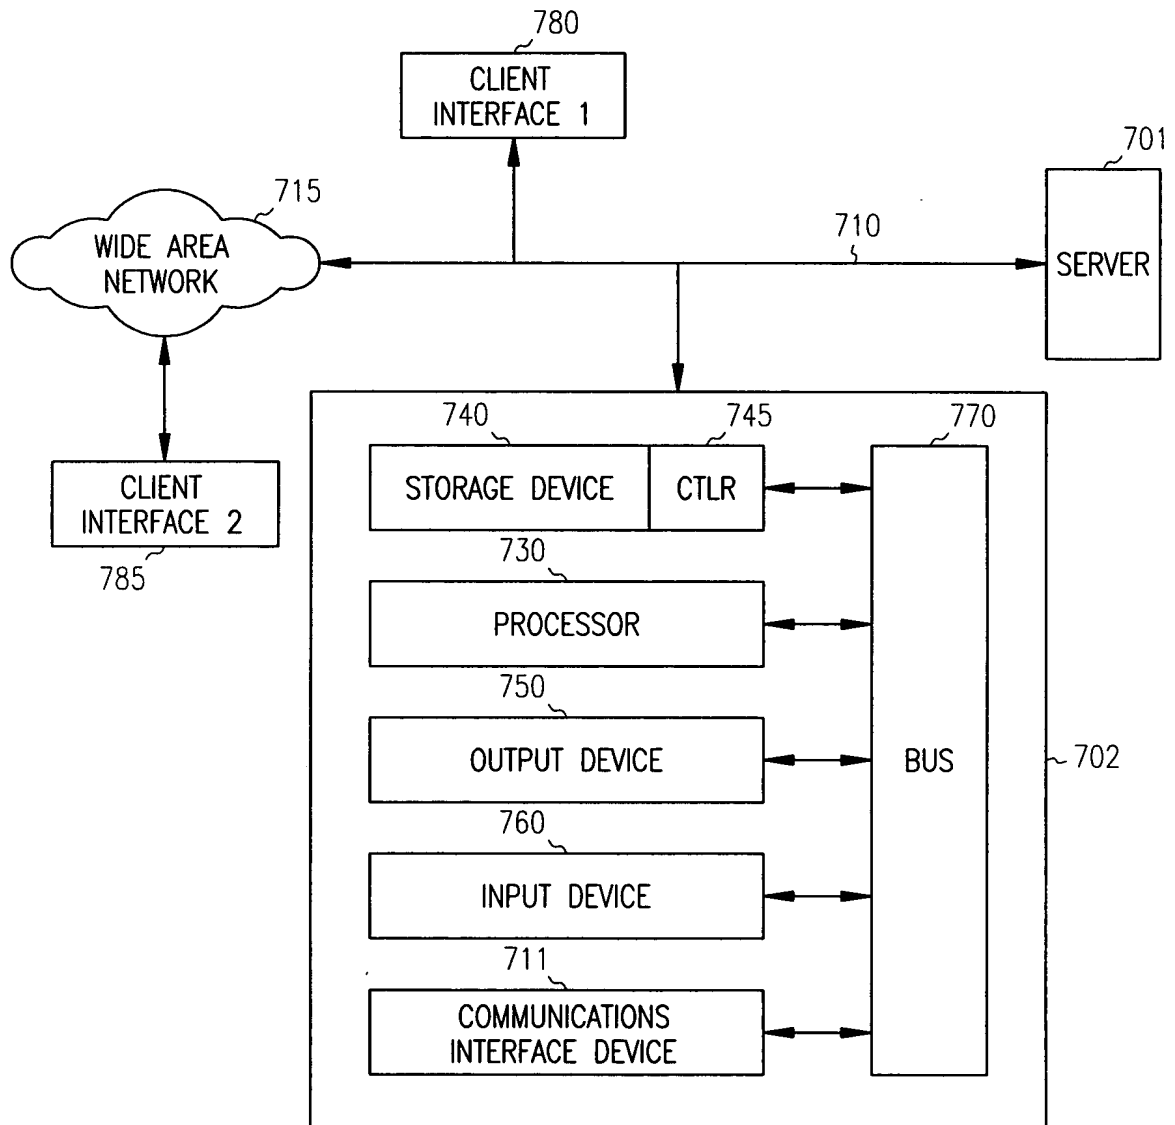 780
CLIENT
INTERFACE 1
701
SERVER
715
WIDE AREA
NETWORK
710
CLIENT
INTERFACE 2
785
740
745
770
STORAGE DEVICE
CTLR
730
PROCESSOR
750
OUTPUT DEVICE
BUS
702
760
INPUT DEVICE
711
COMMUNICATIONS
INTERFACE DEVICE